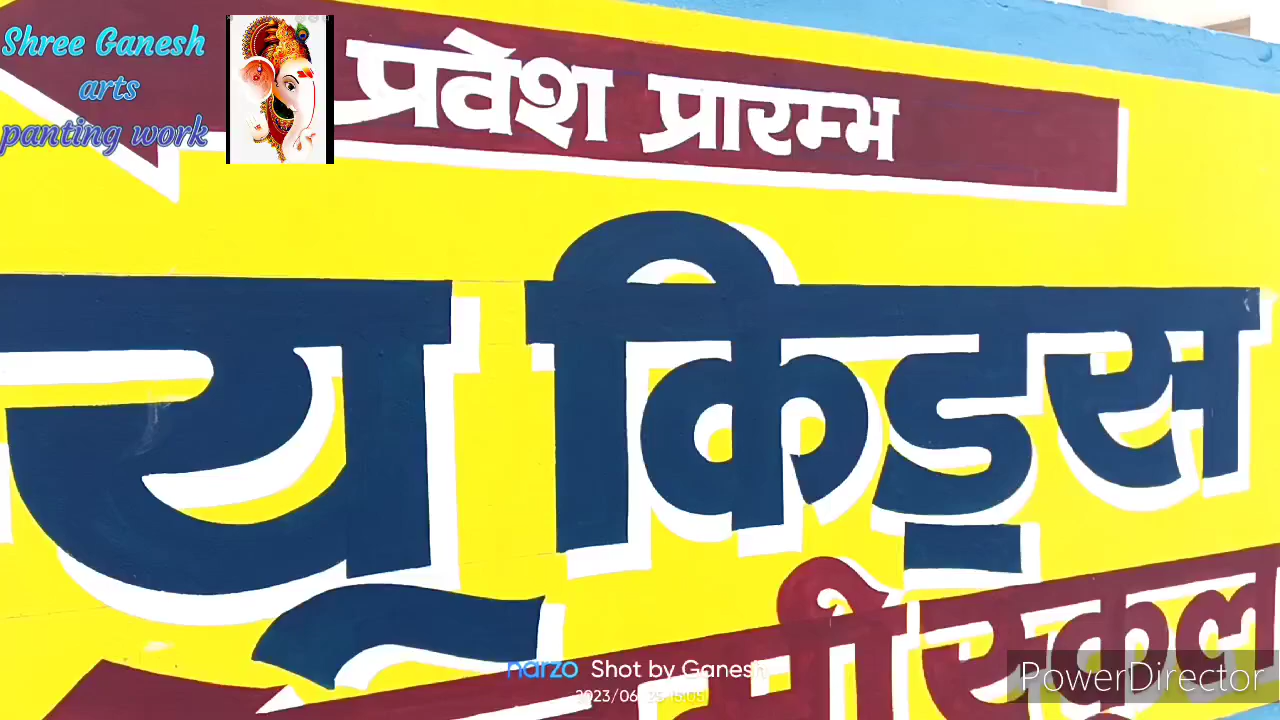 Shree Ganesh
arts
panting work
प्रवेश प्रारम्भ
यू किड्स
स्कूल
narzo Shot by Ganesh
PowerDirector